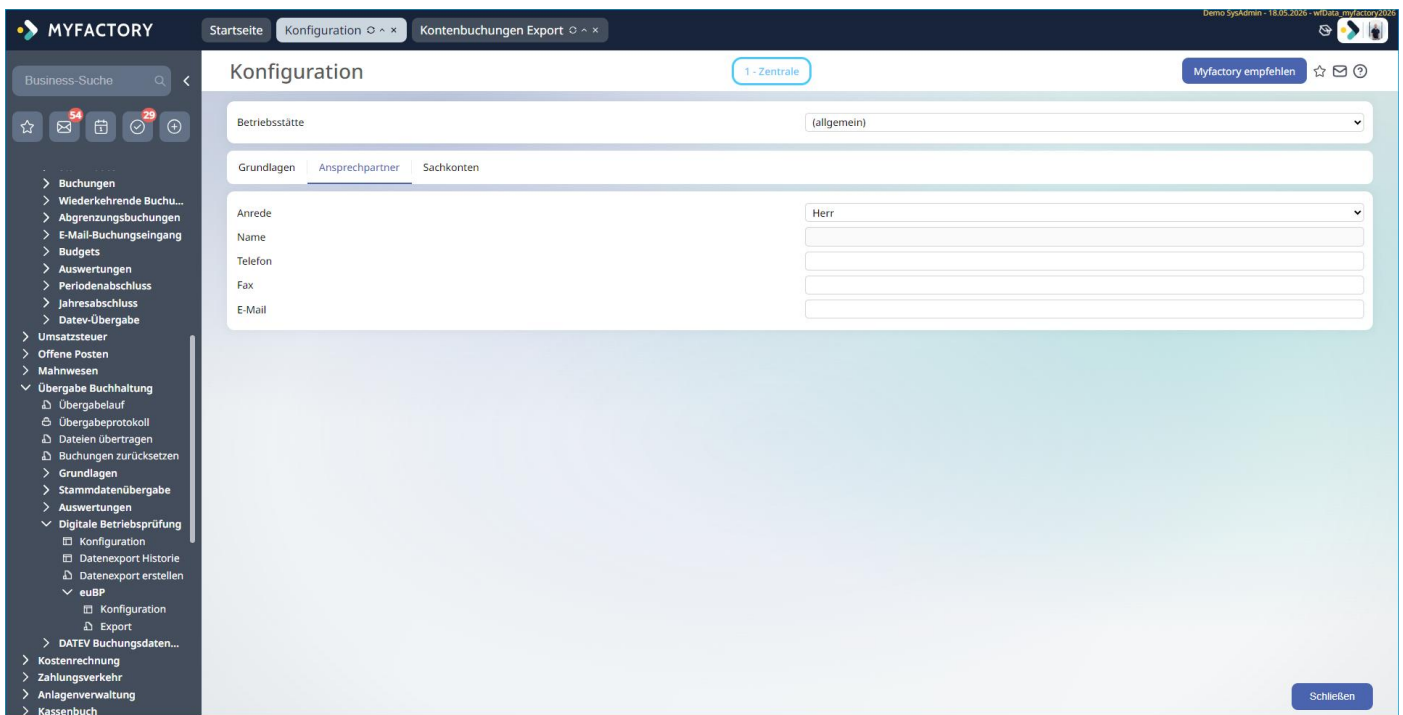 Demo SysAdmin - 18.05.2026 - wfData_myfactory2026
MYFACTORY
Startseite
Konfiguration
Kontenbuchungen Export
Business-Suche
54
29
1
Konfiguration
1 - Zentrale
Myfactory empfehlen
Betriebsstätte
(allgemein)
Grundlagen
Ansprechpartner
Sachkonten
Anrede
Herr
Name
Telefon
Fax
E-Mail
Buchungen
Wiederkehrende Buchu...
Abgrenzungsbuchungen
E-Mail-Buchungseingang
Budgets
Auswertungen
Periodenabschluss
Jahresabschluss
Datev-Übergabe
Umsatzsteuer
Offene Posten
Mahnwesen
Übergabe Buchhaltung
Übergabelauf
Übergabeprotokoll
Dateien übertragen
Buchungen zurücksetzen
Grundlagen
Stammdatenübergabe
Auswertungen
Digitale Betriebsprüfung
Konfiguration
Datenexport Historie
Datenexport erstellen
euBP
Konfiguration
Export
DATEV Buchungsdaten...
Kostenrechnung
Zahlungsverkehr
Anlagenverwaltung
Kassenbuch
Schließen